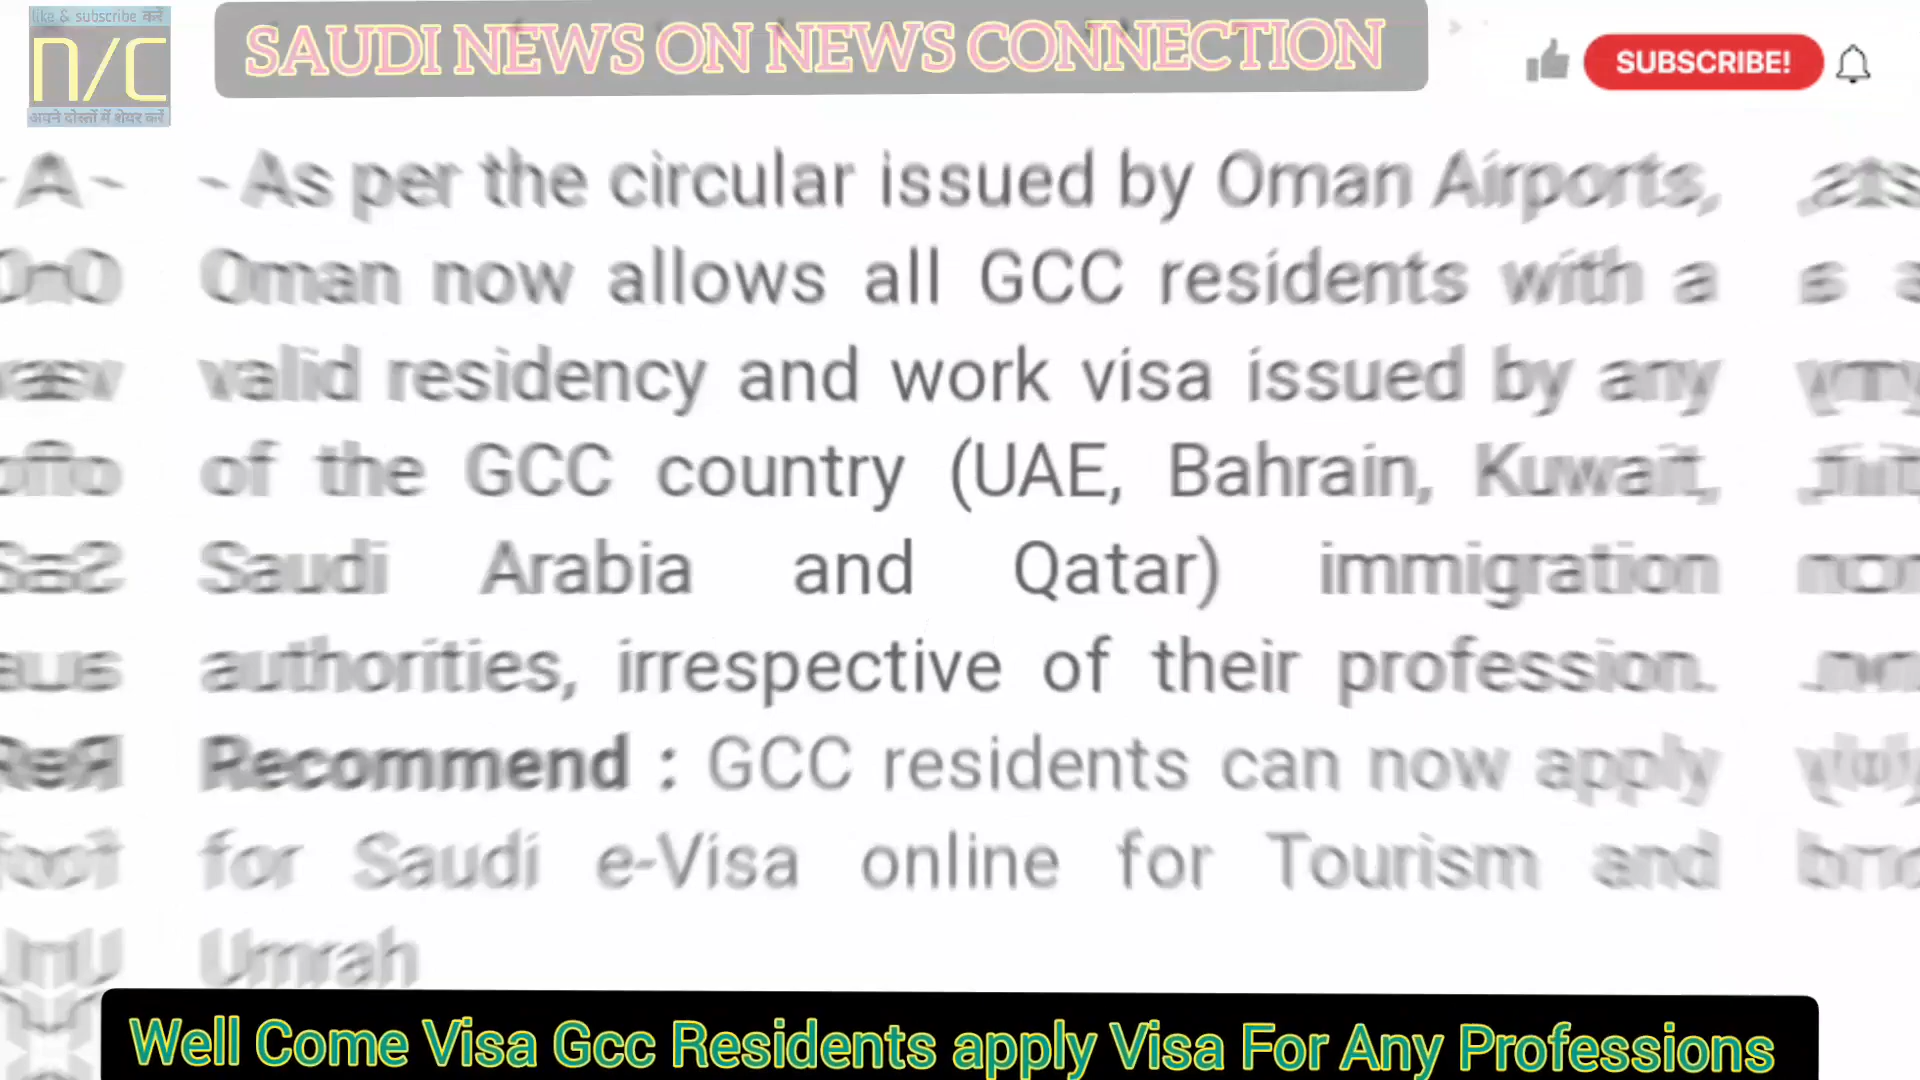 like & subscribe करें
n/c
अपने दोस्तों में शेयर करें
SAUDI NEWS ON NEWS CONNECTION
SUBSCRIBE!
- As per the circular issued by Oman Airports,
Oman now allows all GCC residents with a
valid residency and work visa issued by any
of the GCC country (UAE, Bahrain, Kuwait,
Saudi Arabia and Qatar) immigration
authorities, irrespective of their profession.
Recommend : GCC residents can now apply
for Saudi e-Visa online for Tourism and
Umrah
Well Come Visa Gcc Residents apply Visa For Any Professions